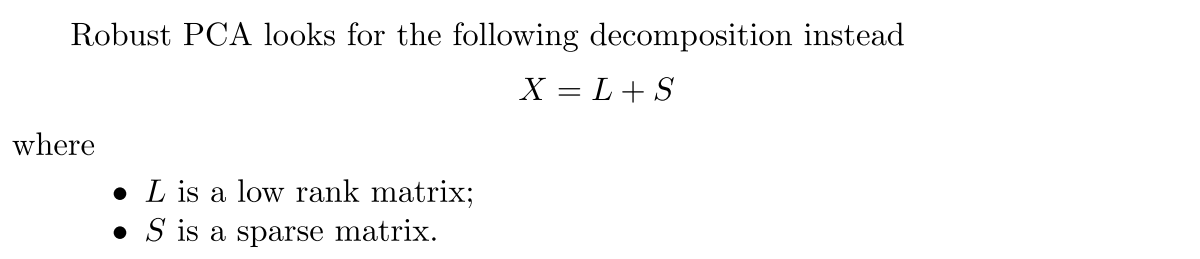 Robust PCA looks for the following decomposition instead
X = L + S
where
• L is a low rank matrix;
• S is a sparse matrix.